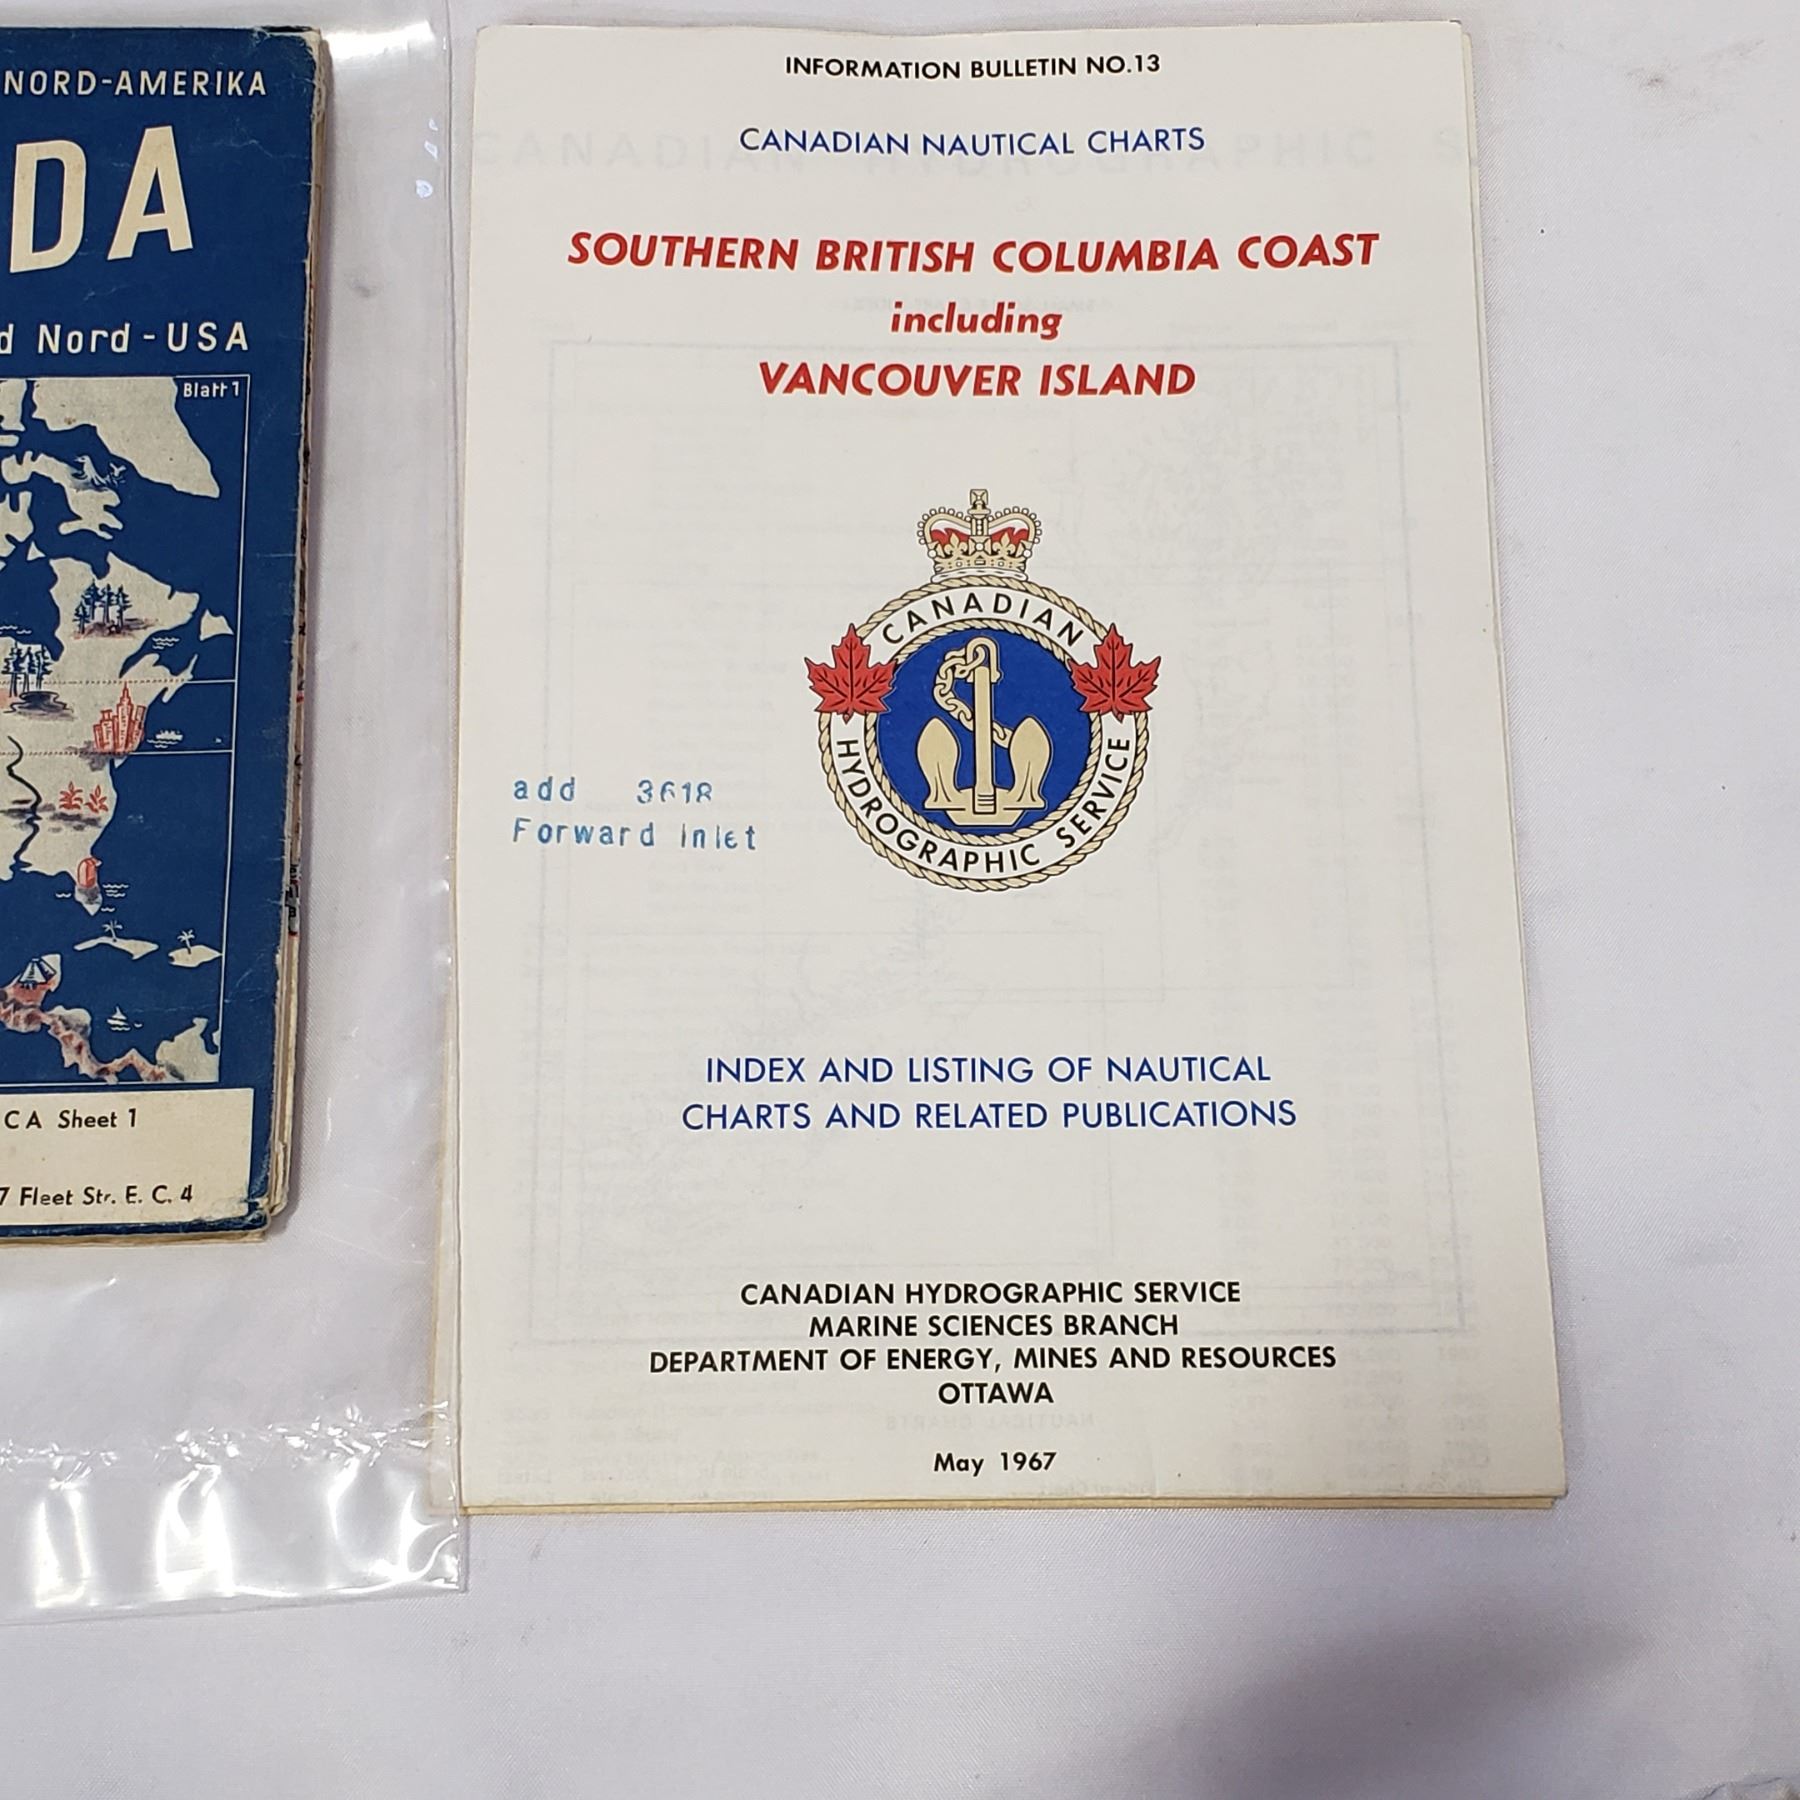 NORD-AMERIKA
DA
d Nord - USA
Blatt 1
C A Sheet 1
7 Fleet Str. E. C. 4
INFORMATION BULLETIN NO.13
CANADIAN NAUTICAL CHARTS
SOUTHERN BRITISH COLUMBIA COAST
including
VANCOUVER ISLAND
CANADIAN
HYDROGRAPHIC SERVICE
add 3618
Forward Inlet
INDEX AND LISTING OF NAUTICAL
CHARTS AND RELATED PUBLICATIONS
CANADIAN HYDROGRAPHIC SERVICE
MARINE SCIENCES BRANCH
DEPARTMENT OF ENERGY, MINES AND RESOURCES
OTTAWA
May 1967